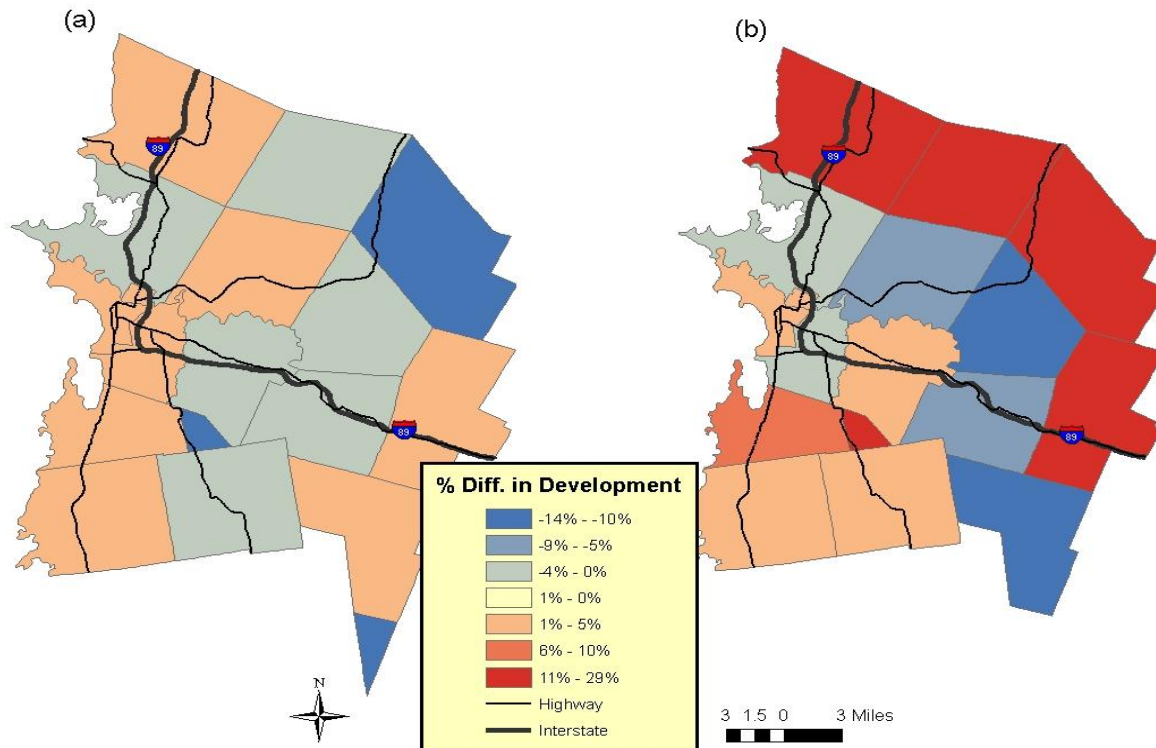 (a)
(b)
89
89
89
89
% Diff. in Development
-14% - -10%
-9% - -5%
-4% - 0%
1% - 0%
1% - 5%
6% - 10%
11% - 29%
Highway
Interstate
N
3 1.5 0 3 Miles